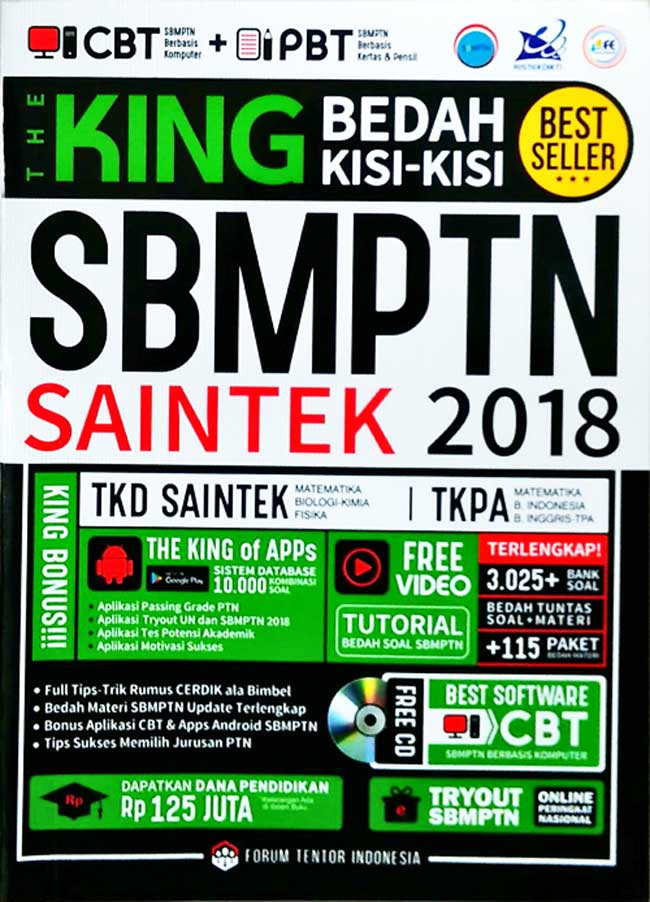 CBT SBMPTN
Berbasis
Komputer
+
PBT SBMPTN
Berbasis
Kertas & Pensil
THE KING
BEDAH
KISI-KISI
BEST
SELLER
SBMPTN
SAINTEK 2018
KING BONUS!!!
TKD SAINTEK
MATEMATIKA
BIOLOGI-KIMIA
FISIKA
TKPA
MATEMATIKA
B. INDONESIA
B. INGGRIS-TPA
THE KING of APPs
Google Play
SISTEM DATABASE
10.000 KOMBINASI
SOAL
• Aplikasi Passing Grade PTN
• Aplikasi Tryout UN dan SBMPTN 2018
• Aplikasi Tes Potensi Akademik
• Aplikasi Motivasi Sukses
FREE
VIDEO
TUTORIAL
BEDAH SOAL SBMPTN
TERLENGKAP!
3.025+ BANK
SOAL
BEDAH TUNTAS
SOAL+MATERI
+115 PAKET
• Full Tips-Trik Rumus CERDIK ala Bimbel
• Bedah Materi SBMPTN Update Terlengkap
• Bonus Aplikasi CBT & Apps Android SBMPTN
• Tips Sukses Memilih Jurusan PTN
FREE CD
BEST SOFTWARE
CBT
SBMPTN BERBASIS KOMPUTER
Rp
DAPATKAN DANA PENDIDIKAN
Rp 125 JUTA
e
TRYOUT
SBMPTN
ONLINE
PERINGKAT
NASIONAL
FORUM TENTOR INDONESIA